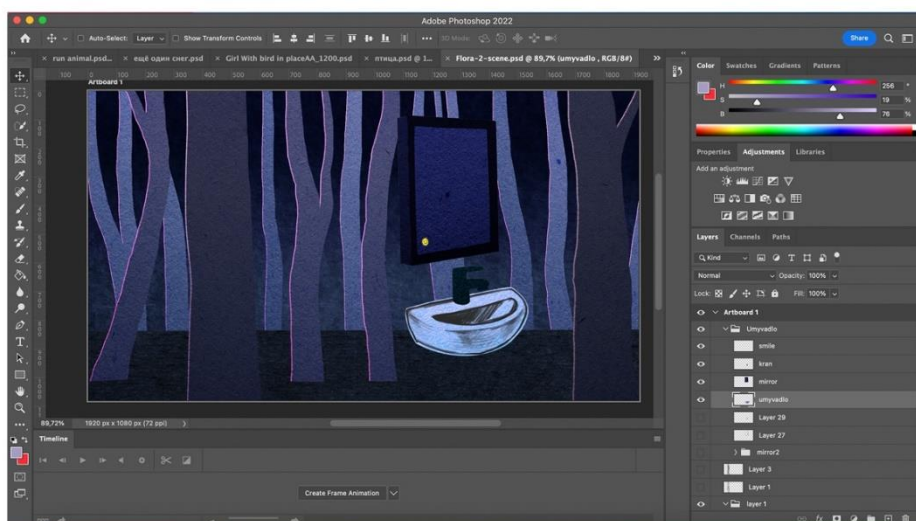 Adobe Photoshop 2022
Auto-Select: Layer Show Transform Controls 3D Mode: Share
run animal.psd... ещё один снег.psd Girl With bird in placeAA_1200.psd птица.psd @ 1... Flora-2-scene.psd @ 89,7% (umyvadlo , RGB/8#)
Artboard 1
89,72% 1920 px x 1080 px (72 ppi)
Timeline
Create Frame Animation
Color Swatches Gradients Patterns
H 256 °
S 19 %
B 76 %
Properties Adjustments Libraries
Add an adjustment
Layers Channels Paths
Kind
Normal Opacity: 100%
Lock: Fill: 100%
Artboard 1
Umyvadlo
smile
kran
mirror
umyvadlo
Layer 29
Layer 27
mirror2
Layer 3
Layer 1
layer 1